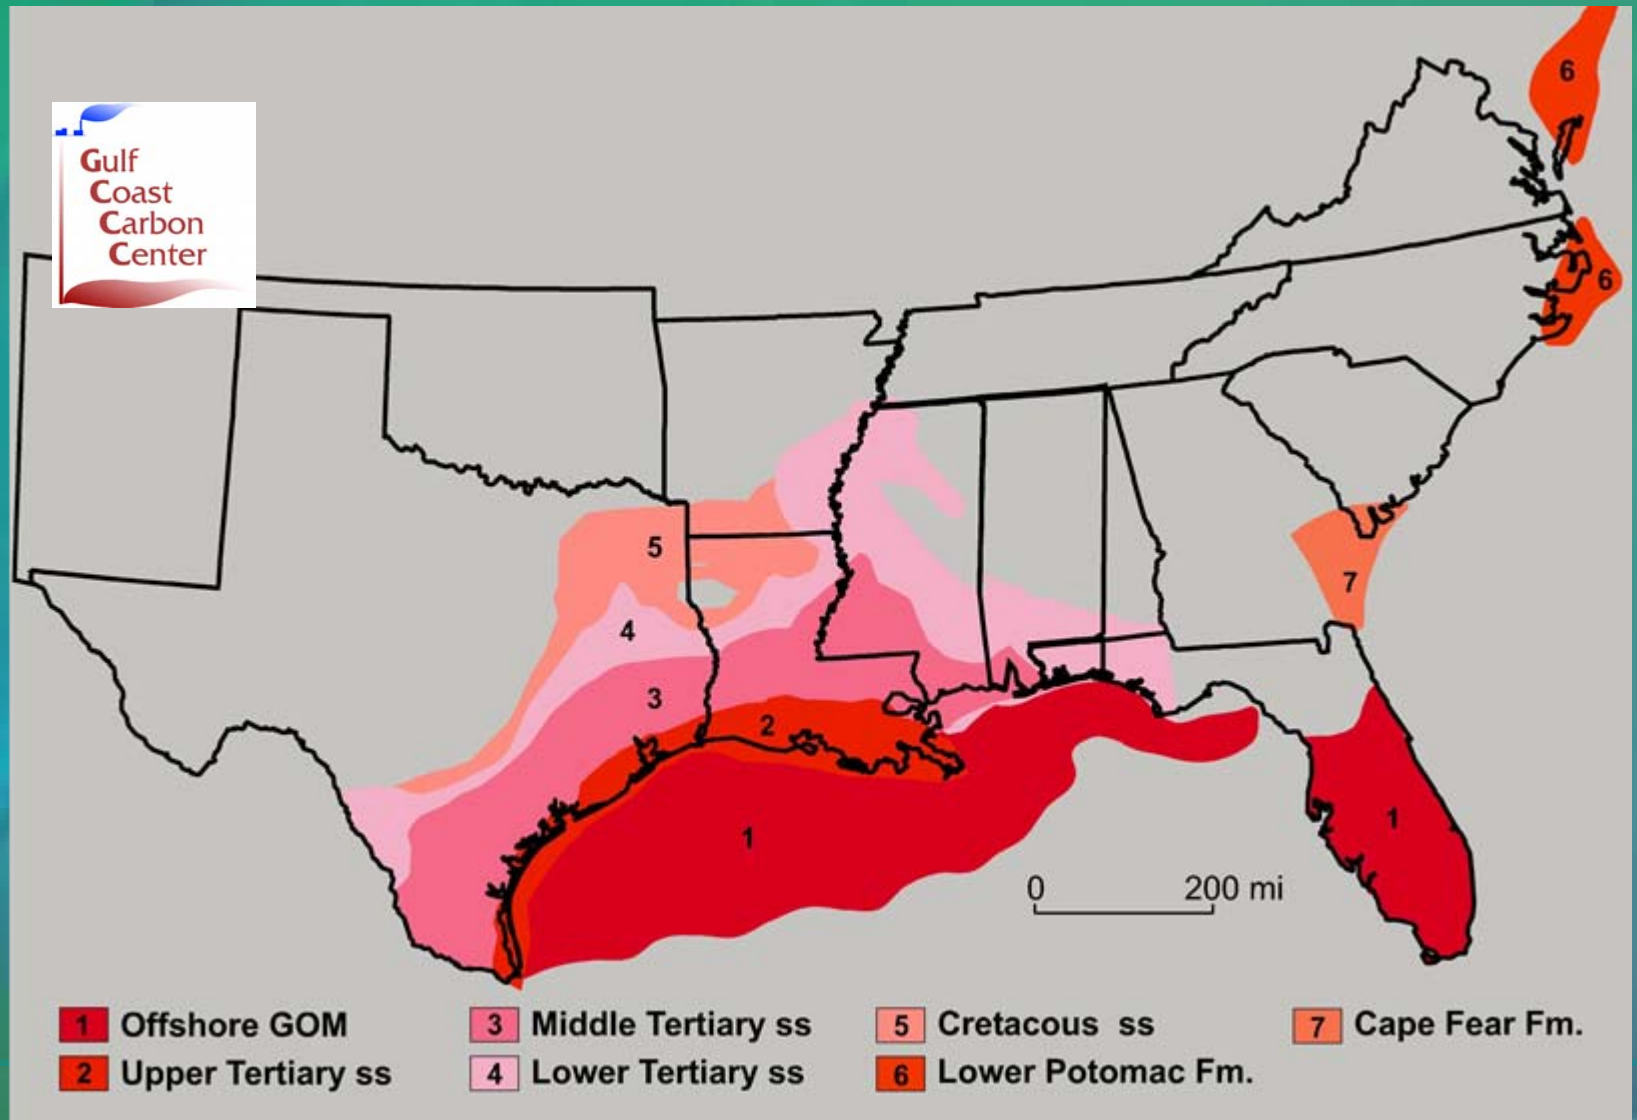 Gulf
Coast
Carbon
Center
6
6
5
7
4
3
2
1
1
0 200 mi
1 Offshore GOM
2 Upper Tertiary ss
3 Middle Tertiary ss
4 Lower Tertiary ss
5 Cretacous ss
6 Lower Potomac Fm.
7 Cape Fear Fm.